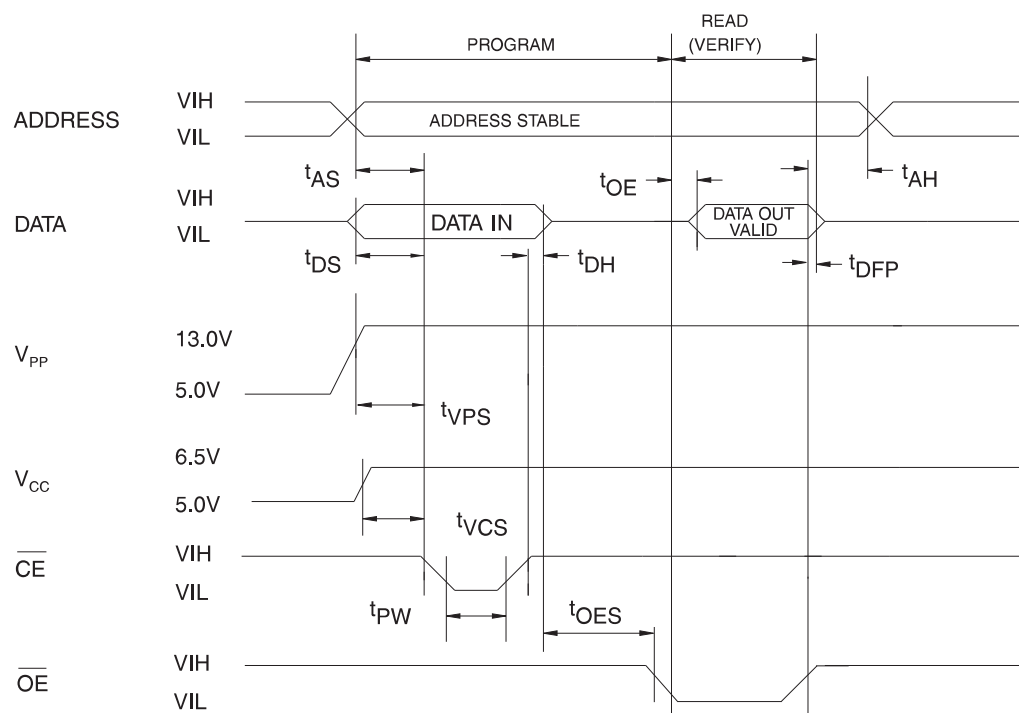 READ
PROGRAM (VERIFY)
ADDRESS VIH
VIL ADDRESS STABLE
tAS tOE tAH
DATA VIH
VIL DATA IN DATA OUT
VALID
tDS tDH tDFP
VPP 13.0V
5.0V
tVPS
VCC 6.5V
5.0V
tVCS
CE VIH
VIL
tPW tOES
OE VIH
VIL